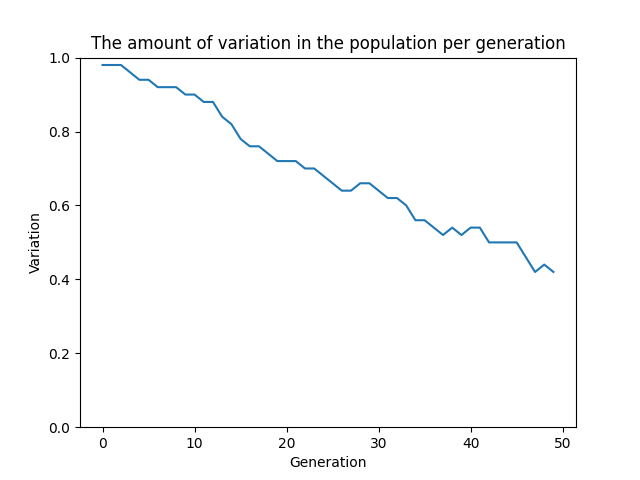 The amount of variation in the population per generation
1.0
0.8
0.6
0.4
0.2
0.0
Variation
0 10 20 30 40 50
Generation